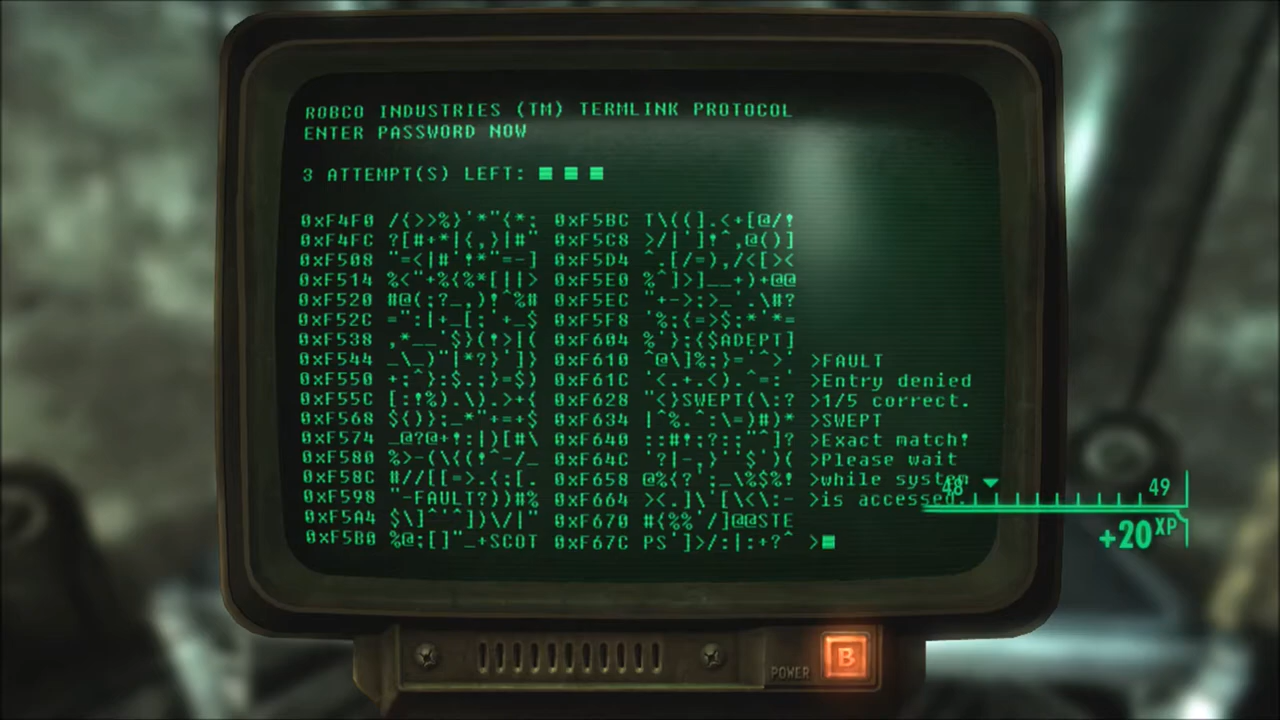 ROBCO INDUSTRIES (TM) TERMLINK PROTOCOL
ENTER PASSWORD NOW
3 ATTEMPT(S) LEFT: ■ ■ ■
0xF4F0 /{>>%}'*"{*; 0xF5BC T\((].<+[@/!
0xF4FC ?[#+*|{,}|#" 0xF5C8 >/|']!^,@()]
0xF508 "=<|#'!*"=-] 0xF5D4 ^.[/=),/<[><
0xF514 %<"+%{%*[||> 0xF5E0 %^]>]__+)+@@
0xF520 #@(;?_,)!^%# 0xF5EC "+->;>_'.\#?
0xF52C =":|+_[;'+_$ 0xF5F8 '%;{=>$;*'*=
0xF538 ,*__'$}(!>|( 0xF604 %'};{$ADEPT]
0xF544 _\_)"|*?}']} 0xF610 ^@\]%;}='^>' >FAULT
0xF550 +;^}:$.;}=$) 0xF61C '<.+.<).^=:' >Entry denied
0xF55C [:!%).\).>+{ 0xF628 "<}SWEPT(\:? >1/5 correct.
0xF568 ${)};_*"+=+$ 0xF634 |^%.^:\=)#)* >SWEPT
0xF574 _@?@+!:|)[#\ 0xF640 ::#!;?:;"^]? >Exact match!
0xF580 %>-(\{(!^-/_ 0xF64C '?|-,}''$')( >Please wait
0xF58C #//[[=>.{;[. 0xF658 @%{?';_\%$%! >while system
0xF598 "-FAULT?))#% 0xF664 ><.]\'[\<\:- >is accessed.
0xF5A4 $\]^'^])\/|" 0xF670 #{%%'/]@@STE
0xF5B0 %@;[]"_+SCOT 0xF67C PS']>/:|:+?^ >■
48 49
+20 XP
POWER B